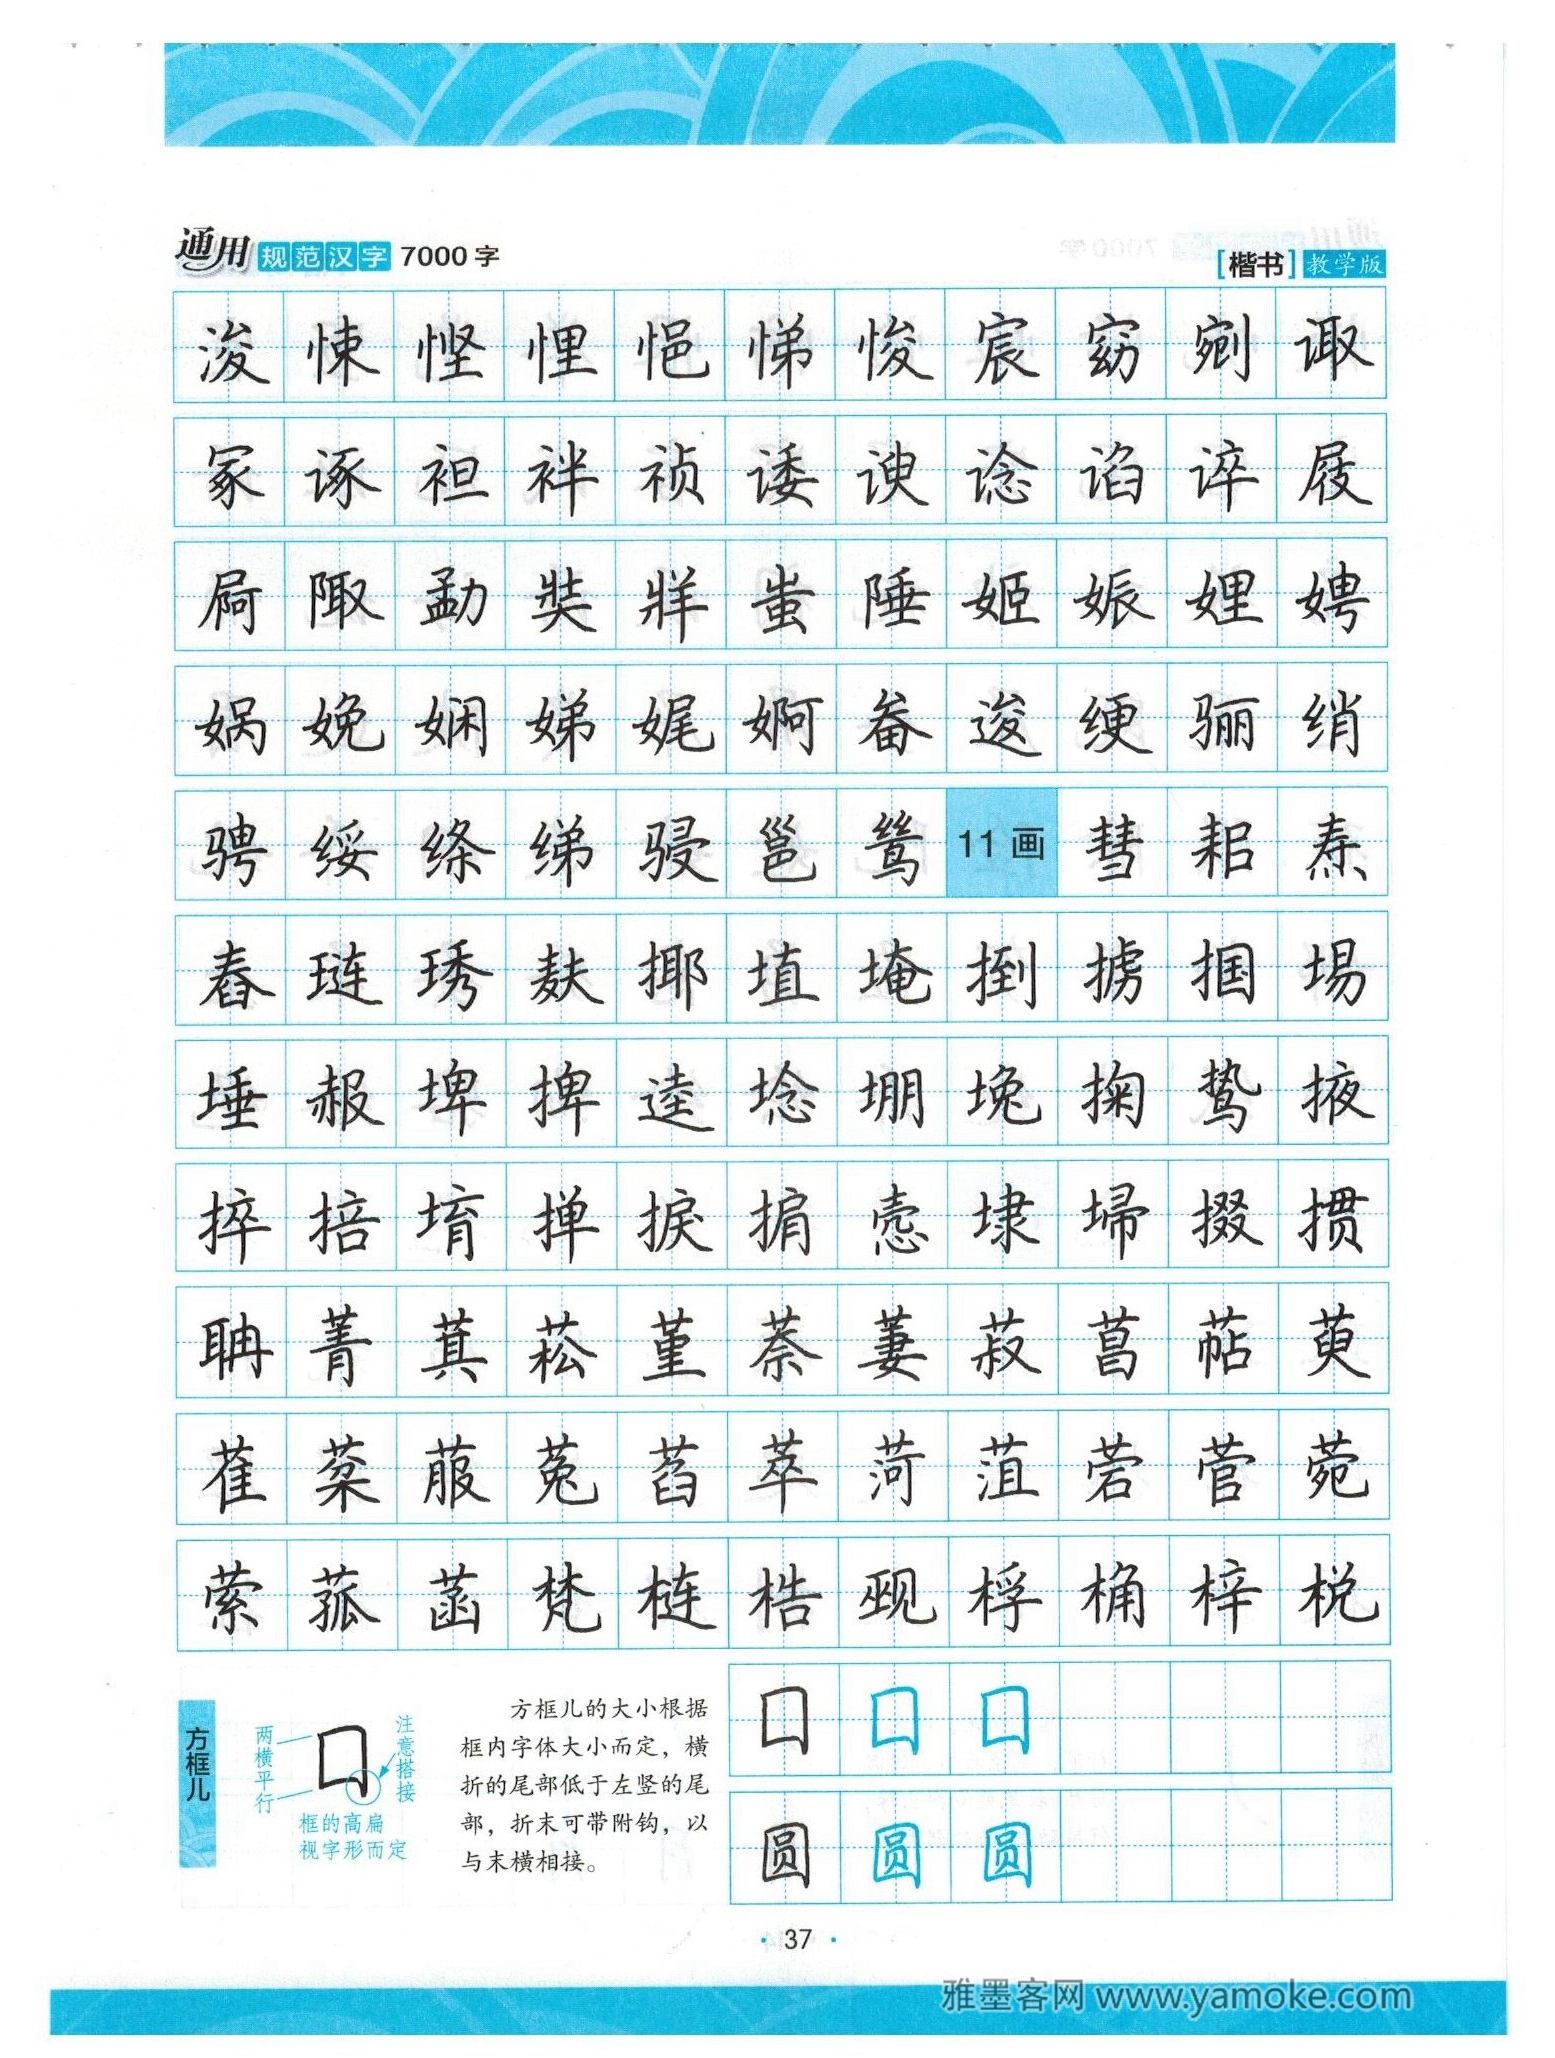 通用 规范汉字 7000 字
[楷书] 教学版
浚 悚 悭 悝 悒 悌 悛 宸 窈 剜 诹
冢 诼 袒 袢 祯 诿 谀 谂 谄 谇 屐
屙 陬 勐 奘 牂 蚩 陲 姬 娠 娌 娉
娲 娩 娴 娣 娓 婀 畚 逡 绠 骊 绡
骋 绥 绦 绨 骎 邕 鸶 11 画 彗 耜 焘
舂 琏 琇 麸 揶 埴 埯 捯 掳 掴 埸
埵 赧 埤 捭 逵 埝 堋 堍 掬 鸷 掖
捽 掊 堉 掸 捩 掮 悫 埭 埽 掇 掼
聃 菁 萁 菘 堇 萘 萋 菽 菖 萜 萸
萑 棻 菔 菟 萏 萃 菏 菹 菪 菅 菀
萦 菰 菡 梵 梿 梏 觋 桴 桷 梓 棁
方框儿
两横平行
注意搭接
框的高扁
视字形而定
方框儿的大小根据
框内字体大小而定，横
折的尾部低于左竖的尾
部，折末可带附钩，以
与末横相接。
囗 囗 囗
圆 圆 圆
· 37 ·
雅墨客网 www.yamoke.com